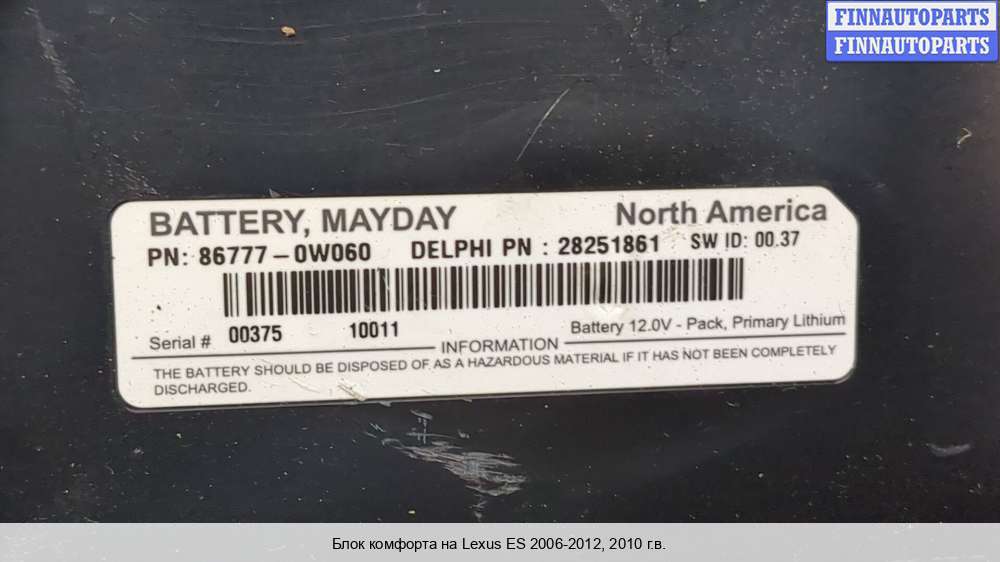 FINNAUTOPARTS
FINNAUTOPARTS
BATTERY, MAYDAY North America
PN: 86777-0W060 DELPHI PN : 28251861 SW ID: 00.37
Serial # 00375 10011 Battery 12.0V - Pack, Primary Lithium
INFORMATION
THE BATTERY SHOULD BE DISPOSED OF AS A HAZARDOUS MATERIAL IF IT HAS NOT BEEN COMPLETELY
DISCHARGED.
Блок комфорта на Lexus ES 2006-2012, 2010 г.в.